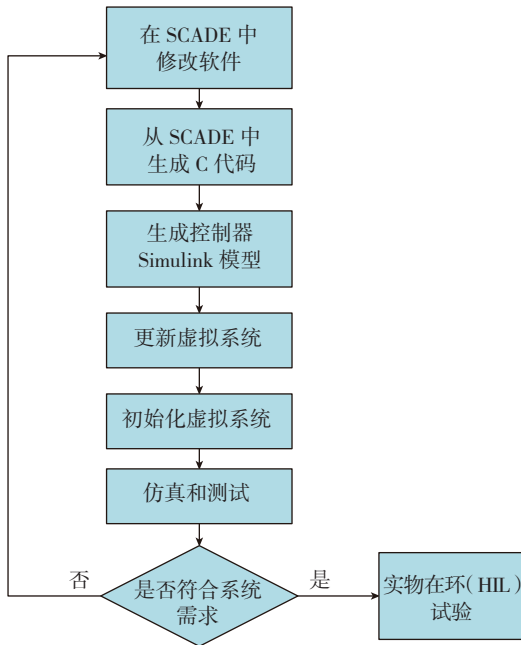 在 SCADE 中
修改软件
从 SCADE 中
生成 C 代码
生成控制器
Simulink 模型
更新虚拟系统
初始化虚拟系统
仿真和测试
否
是否符合系统
需求
是
实物在环(HIL)
试验